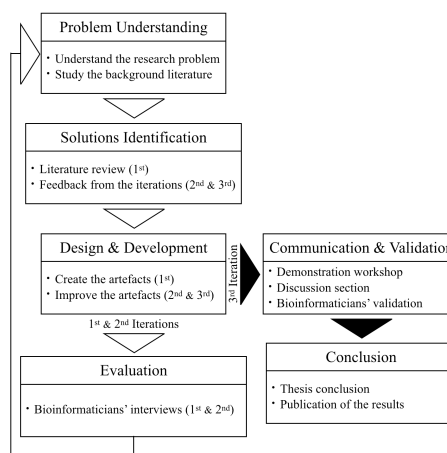 Problem Understanding
· Understand the research problem
· Study the background literature
Solutions Identification
· Literature review (1st)
· Feedback from the iterations (2nd & 3rd)
Design & Development
· Create the artefacts (1st)
· Improve the artefacts (2nd & 3rd)
3rd Iteration
Communication & Validation
· Demonstration workshop
· Discussion section
· Bioinformaticians' validation
1st & 2nd Iterations
Evaluation
· Bioinformaticians' interviews (1st & 2nd)
Conclusion
· Thesis conclusion
· Publication of the results